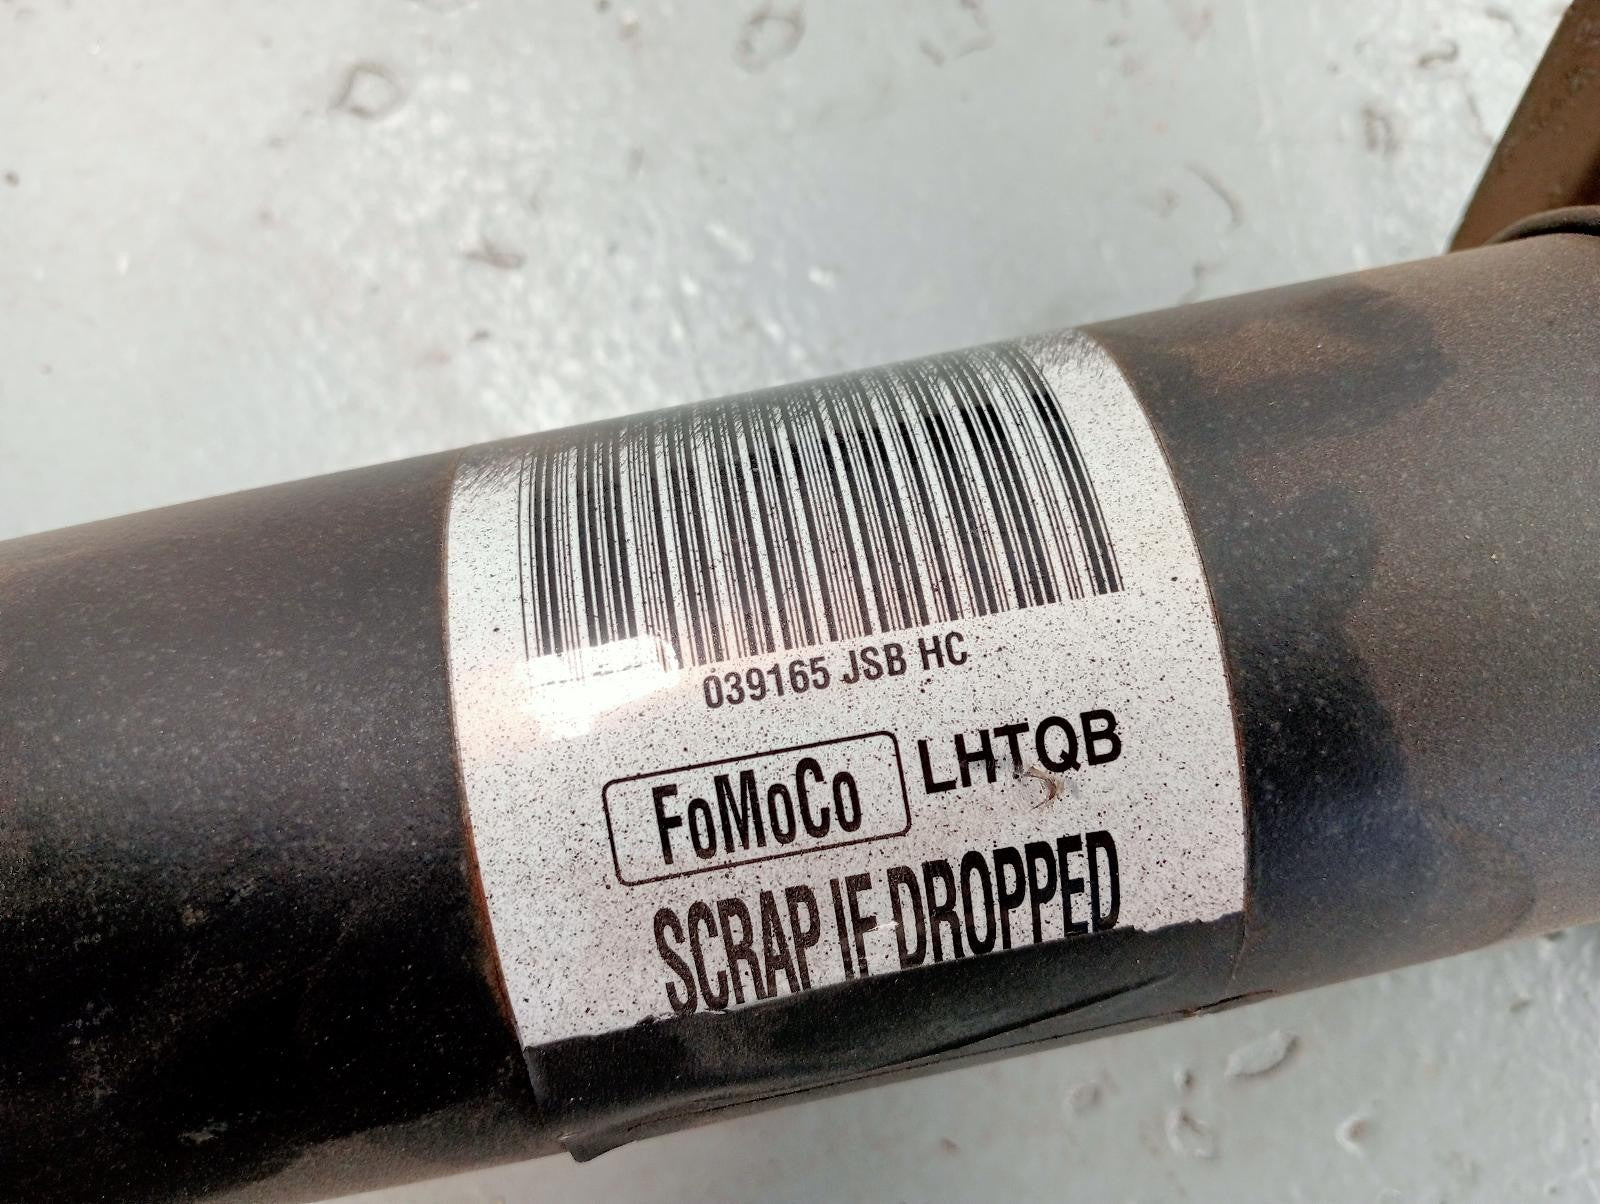 039165 JSB HC
FoMoCo LHTQB
SCRAP IF DROPPED